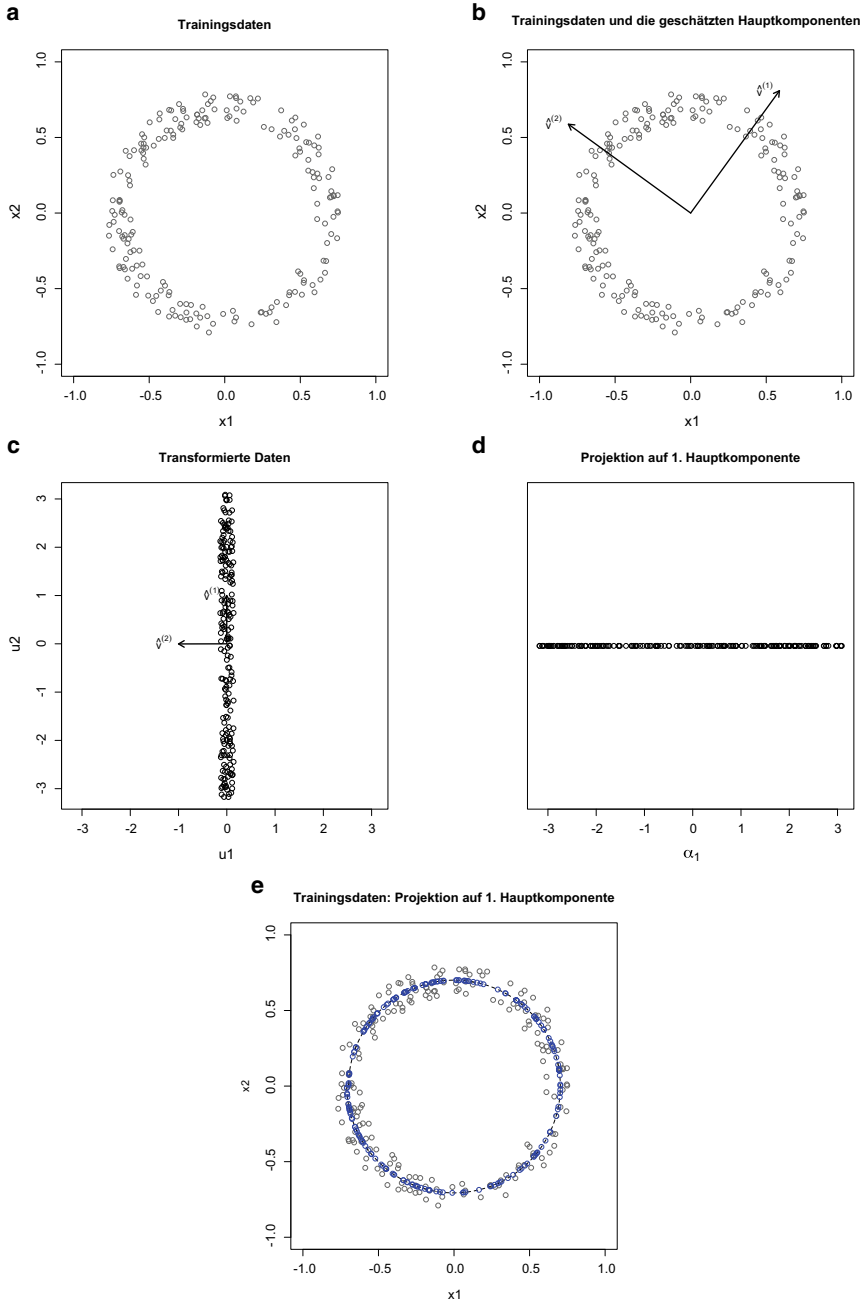 a
Trainingsdaten
1.0
0.5
0.0
-0.5
-1.0
x2
-1.0 -0.5 0.0 0.5 1.0
x1
b
Trainingsdaten und die geschätzten Hauptkomponenten
1.0
0.5
0.0
-0.5
-1.0
x2
v̂(1)
v̂(2)
-1.0 -0.5 0.0 0.5 1.0
x1
c
Transformierte Daten
3
2
1
0
-1
-2
-3
u2
v̂(1)
v̂(2)
-3 -2 -1 0 1 2 3
u1
d
Projektion auf 1. Hauptkomponente
-3 -2 -1 0 1 2 3
α1
e
Trainingsdaten: Projektion auf 1. Hauptkomponente
1.0
0.5
0.0
-0.5
-1.0
x2
-1.0 -0.5 0.0 0.5 1.0
x1